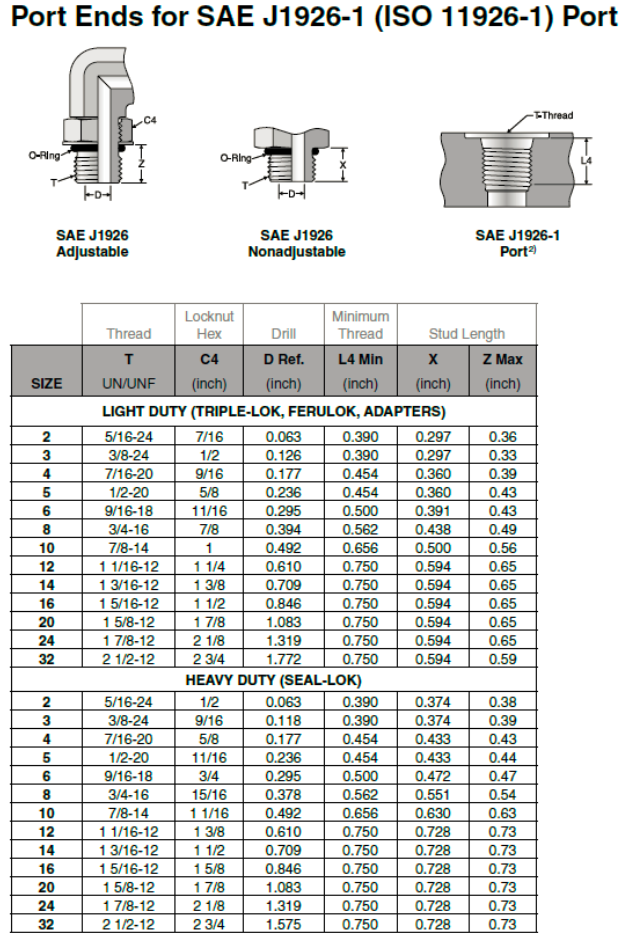 Port Ends for SAE J1926-1 (ISO 11926-1) Port
C4
O-Ring
Z
T
D
O-Ring
X
T
D
T-Thread
L4
SAE J1926
Adjustable
SAE J1926
Nonadjustable
SAE J1926-1
Port2)
Thread Locknut Hex Drill Minimum Thread Stud Length
SIZE T UN/UNF C4 (inch) D Ref. (inch) L4 Min (inch) X (inch) Z Max (inch)
LIGHT DUTY (TRIPLE-LOK, FERULOK, ADAPTERS)
2 5/16-24 7/16 0.063 0.390 0.297 0.36
3 3/8-24 1/2 0.126 0.390 0.297 0.33
4 7/16-20 9/16 0.177 0.454 0.360 0.39
5 1/2-20 5/8 0.236 0.454 0.360 0.43
6 9/16-18 11/16 0.295 0.500 0.391 0.43
8 3/4-16 7/8 0.394 0.562 0.438 0.49
10 7/8-14 1 0.492 0.656 0.500 0.56
12 1 1/16-12 1 1/4 0.610 0.750 0.594 0.65
14 1 3/16-12 1 3/8 0.709 0.750 0.594 0.65
16 1 5/16-12 1 1/2 0.846 0.750 0.594 0.65
20 1 5/8-12 1 7/8 1.083 0.750 0.594 0.65
24 1 7/8-12 2 1/8 1.319 0.750 0.594 0.65
32 2 1/2-12 2 3/4 1.772 0.750 0.594 0.59
HEAVY DUTY (SEAL-LOK)
2 5/16-24 1/2 0.063 0.390 0.374 0.38
3 3/8-24 9/16 0.118 0.390 0.374 0.39
4 7/16-20 5/8 0.177 0.454 0.433 0.43
5 1/2-20 11/16 0.236 0.454 0.433 0.44
6 9/16-18 3/4 0.295 0.500 0.472 0.47
8 3/4-16 15/16 0.378 0.562 0.551 0.54
10 7/8-14 1 1/16 0.492 0.656 0.630 0.63
12 1 1/16-12 1 3/8 0.610 0.750 0.728 0.73
14 1 3/16-12 1 1/2 0.709 0.750 0.728 0.73
16 1 5/16-12 1 5/8 0.846 0.750 0.728 0.73
20 1 5/8-12 1 7/8 1.083 0.750 0.728 0.73
24 1 7/8-12 2 1/8 1.319 0.750 0.728 0.73
32 2 1/2-12 2 3/4 1.575 0.750 0.728 0.73